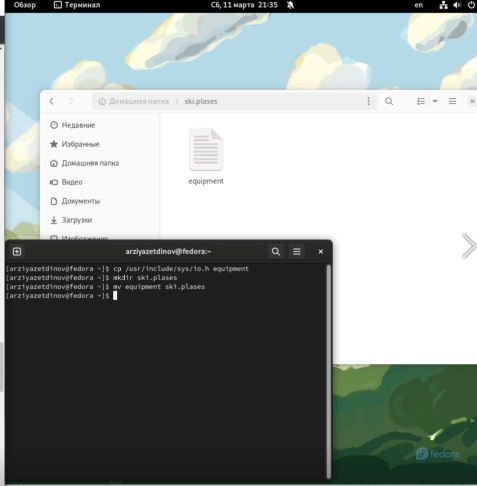 Обзор Терминал Сб, 11 марта 21:35 en
Домашняя папка / ski.plases
Недавние
Избранные
Домашняя папка
Видео
Документы
Загрузки
Изображения
equipment
arziyazetdinov@fedora:~
[arziyazetdinov@fedora ~]$ cp /usr/include/sys/io.h equipment
[arziyazetdinov@fedora ~]$ mkdir ski.plases
[arziyazetdinov@fedora ~]$ mv equipment ski.plases
[arziyazetdinov@fedora ~]$
fedora